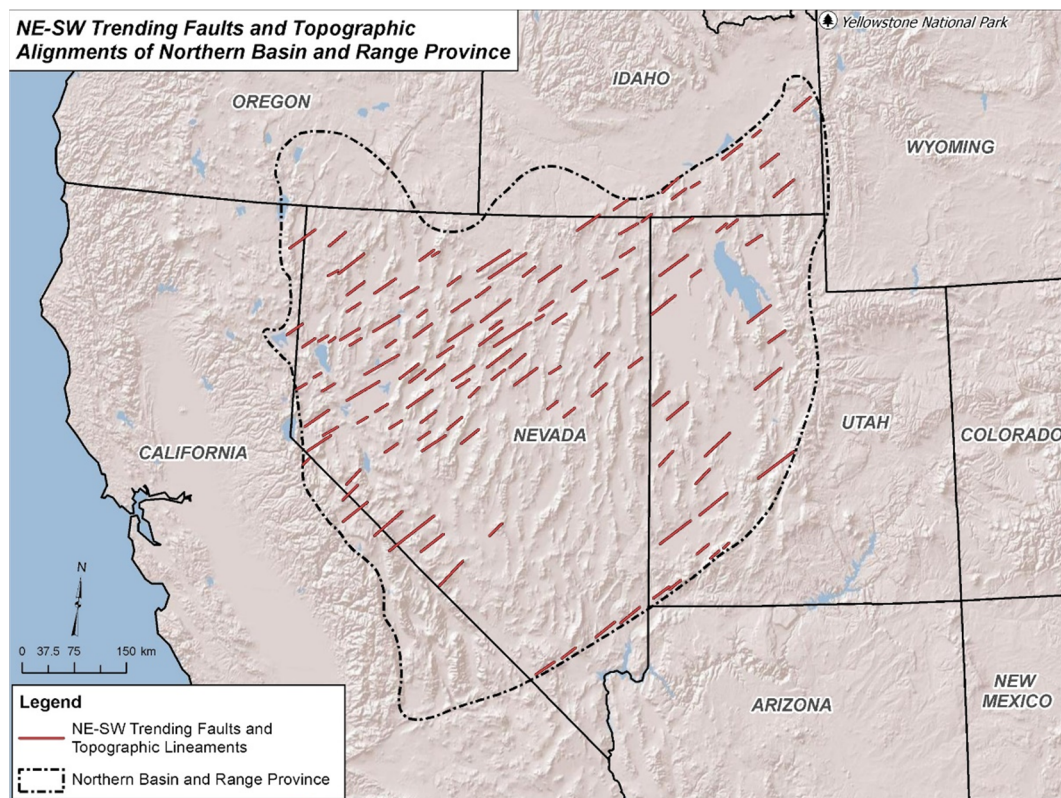 NE-SW Trending Faults and Topographic
Alignments of Northern Basin and Range Province
Yellowstone National Park
IDAHO
OREGON
WYOMING
NEVADA
UTAH
COLORADO
CALIFORNIA
N
0 37.5 75 150 km
ARIZONA
NEW
MEXICO
Legend
NE-SW Trending Faults and
Topographic Lineaments
Northern Basin and Range Province